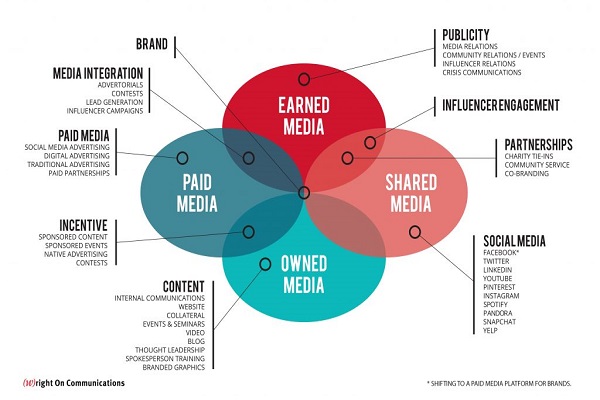 BRAND
MEDIA INTEGRATION
ADVERTORIALS
CONTESTS
LEAD GENERATION
INFLUENCER CAMPAIGNS
PAID MEDIA
SOCIAL MEDIA ADVERTISING
DIGITAL ADVERTISING
TRADITIONAL ADVERTISING
PAID PARTNERSHIPS
INCENTIVE
SPONSORED CONTENT
SPONSORED EVENTS
NATIVE ADVERTISING
CONTESTS
CONTENT
INTERNAL COMMUNICATIONS
WEBSITE
COLLATERAL
EVENTS & SEMINARS
VIDEO
BLOG
THOUGHT LEADERSHIP
SPOKESPERSON TRAINING
BRANDED GRAPHICS
EARNED
MEDIA
PAID
MEDIA
SHARED
MEDIA
OWNED
MEDIA
PUBLICITY
MEDIA RELATIONS
COMMUNITY RELATIONS / EVENTS
INFLUENCER RELATIONS
CRISIS COMMUNICATIONS
INFLUENCER ENGAGEMENT
PARTNERSHIPS
CHARITY TIE-INS
COMMUNITY SERVICE
CO-BRANDING
SOCIAL MEDIA
FACEBOOK*
TWITTER
LINKEDIN
YOUTUBE
PINTEREST
INSTAGRAM
SPOTIFY
PANDORA
SNAPCHAT
YELP
(W)right On Communications
* SHIFTING TO A PAID MEDIA PLATFORM FOR BRANDS.